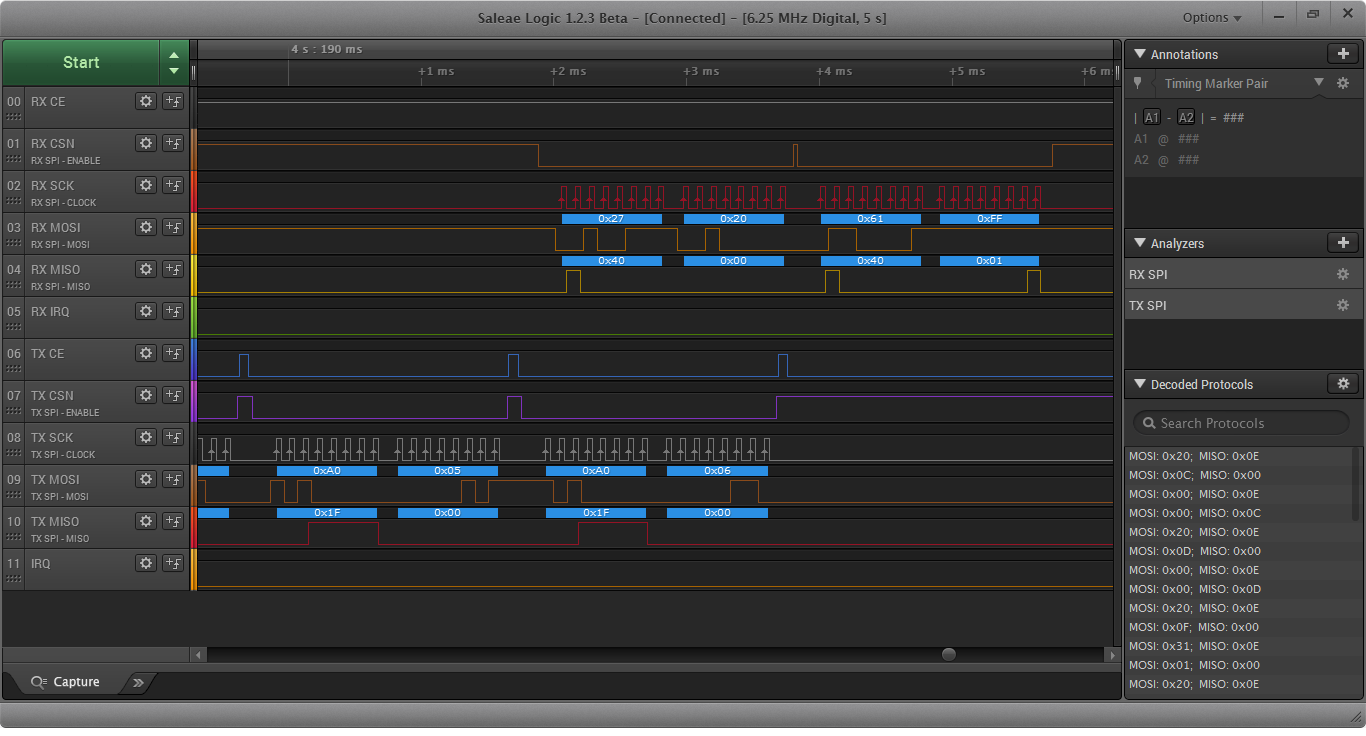 Saleae Logic 1.2.3 Beta - [Connected] - [6.25 MHz Digital, 5 s]
Options
Start
4 s : 190 ms
+1 ms
+2 ms
+3 ms
+4 ms
+5 ms
+6 m
00 RX CE
01 RX CSN
RX SPI - ENABLE
02 RX SCK
RX SPI - CLOCK
0x27 0x20 0x61 0xFF
03 RX MOSI
RX SPI - MOSI
0x40 0x00 0x40 0x01
04 RX MISO
RX SPI - MISO
05 RX IRQ
06 TX CE
07 TX CSN
TX SPI - ENABLE
08 TX SCK
TX SPI - CLOCK
0xA0 0x05 0xA0 0x06
09 TX MOSI
TX SPI - MOSI
0x1F 0x00 0x1F 0x00
10 TX MISO
TX SPI - MISO
11 IRQ
Capture
Annotations
Timing Marker Pair
| A1 - A2 | = ###
A1 @ ###
A2 @ ###
Analyzers
RX SPI
TX SPI
Decoded Protocols
Search Protocols
MOSI: 0x20; MISO: 0x0E
MOSI: 0x0C; MISO: 0x00
MOSI: 0x00; MISO: 0x0E
MOSI: 0x00; MISO: 0x0C
MOSI: 0x20; MISO: 0x0E
MOSI: 0x0D; MISO: 0x00
MOSI: 0x00; MISO: 0x0E
MOSI: 0x00; MISO: 0x0D
MOSI: 0x20; MISO: 0x0E
MOSI: 0x0F; MISO: 0x00
MOSI: 0x31; MISO: 0x0E
MOSI: 0x01; MISO: 0x00
MOSI: 0x20; MISO: 0x0E